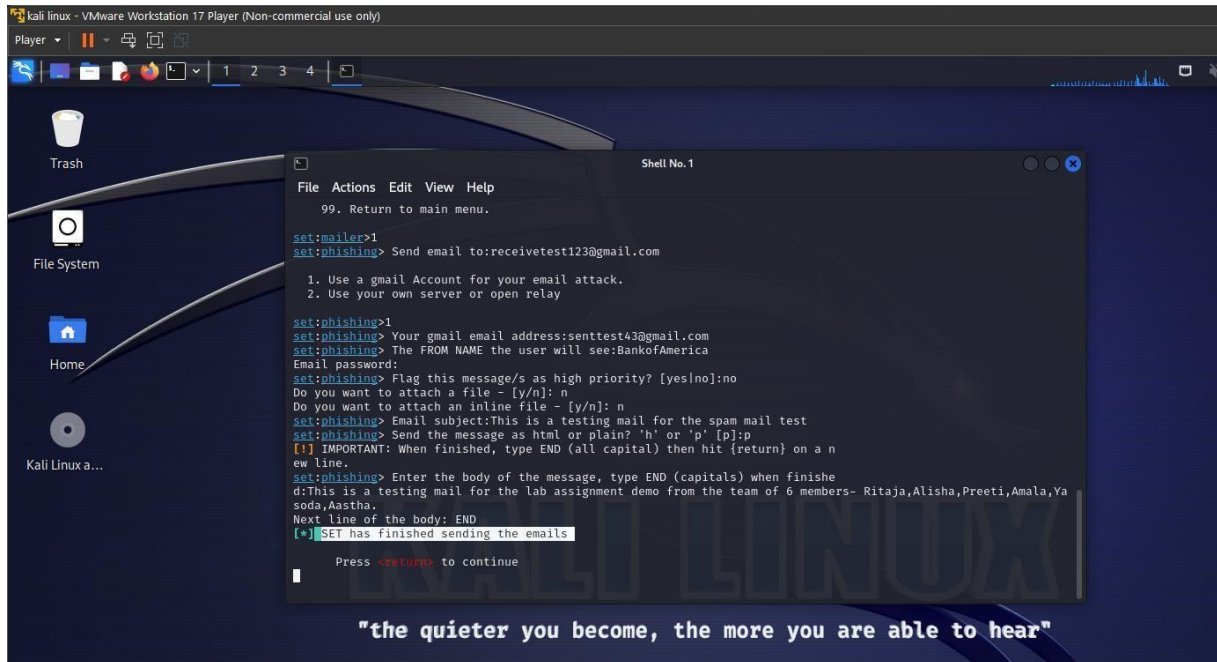 kali linux - VMware Workstation 17 Player (Non-commercial use only)
Player
1 2 3 4
Trash
File System
Home
Kali Linux a...
Shell No. 1
File Actions Edit View Help
99. Return to main menu.
set:mailer>1
set:phishing> Send email to:receivetest123@gmail.com
1. Use a gmail Account for your email attack.
2. Use your own server or open relay
set:phishing>1
set:phishing> Your gmail email address:senttest43@gmail.com
set:phishing> The FROM NAME the user will see:BankofAmerica
Email password:
set:phishing> Flag this message/s as high priority? [yes|no]:no
Do you want to attach a file - [y/n]: n
Do you want to attach an inline file - [y/n]: n
set:phishing> Email subject:This is a testing mail for the spam mail test
set:phishing> Send the message as html or plain? 'h' or 'p' [p]:p
[!] IMPORTANT: When finished, type END (all capital) then hit {return} on a n
ew line.
set:phishing> Enter the body of the message, type END (capitals) when finishe
d:This is a testing mail for the lab assignment demo from the team of 6 members- Ritaja,Alisha,Preeti,Amala,Ya
soda,Aastha.
Next line of the body: END
[*] SET has finished sending the emails
Press <return> to continue
KALI LINUX
"the quieter you become, the more you are able to hear"